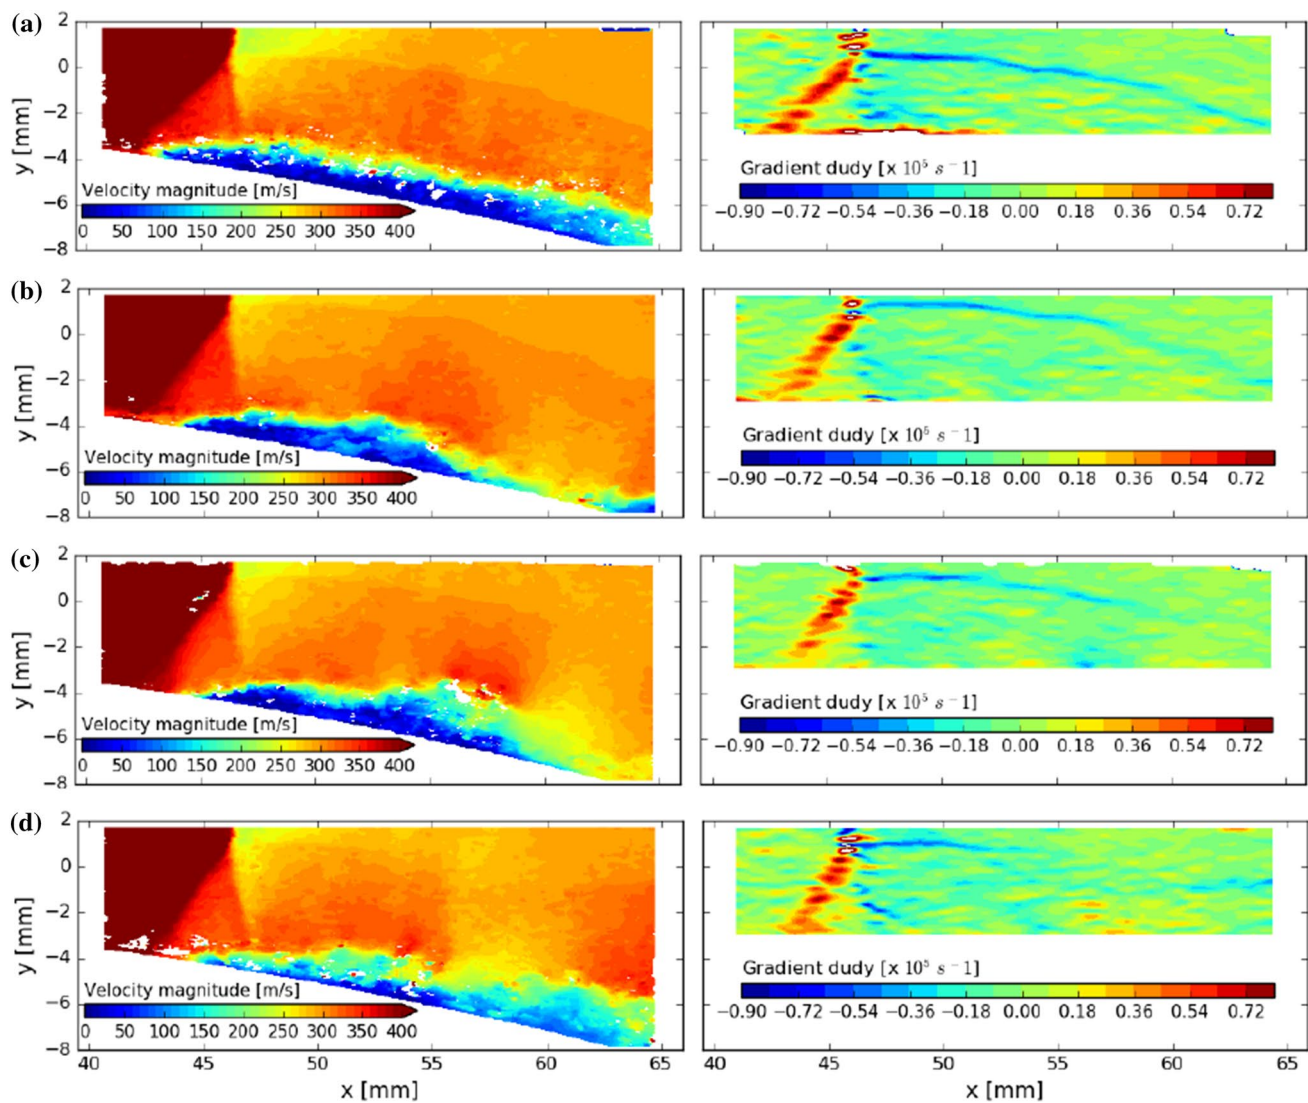 (a)
2
0
−2
−4
−6
−8
y [mm]
Velocity magnitude [m/s]
0 50 100 150 200 250 300 350 400
Gradient dudy [x 10⁵ s⁻¹]
−0.90 −0.72 −0.54 −0.36 −0.18 0.00 0.18 0.36 0.54 0.72
(b)
2
0
−2
−4
−6
−8
y [mm]
Velocity magnitude [m/s]
0 50 100 150 200 250 300 350 400
Gradient dudy [x 10⁵ s⁻¹]
−0.90 −0.72 −0.54 −0.36 −0.18 0.00 0.18 0.36 0.54 0.72
(c)
2
0
−2
−4
−6
−8
y [mm]
Velocity magnitude [m/s]
0 50 100 150 200 250 300 350 400
Gradient dudy [x 10⁵ s⁻¹]
−0.90 −0.72 −0.54 −0.36 −0.18 0.00 0.18 0.36 0.54 0.72
(d)
2
0
−2
−4
−6
−8
y [mm]
Velocity magnitude [m/s]
0 50 100 150 200 250 300 350 400
Gradient dudy [x 10⁵ s⁻¹]
−0.90 −0.72 −0.54 −0.36 −0.18 0.00 0.18 0.36 0.54 0.72
40 45 50 55 60 65
x [mm]
40 45 50 55 60 65
x [mm]